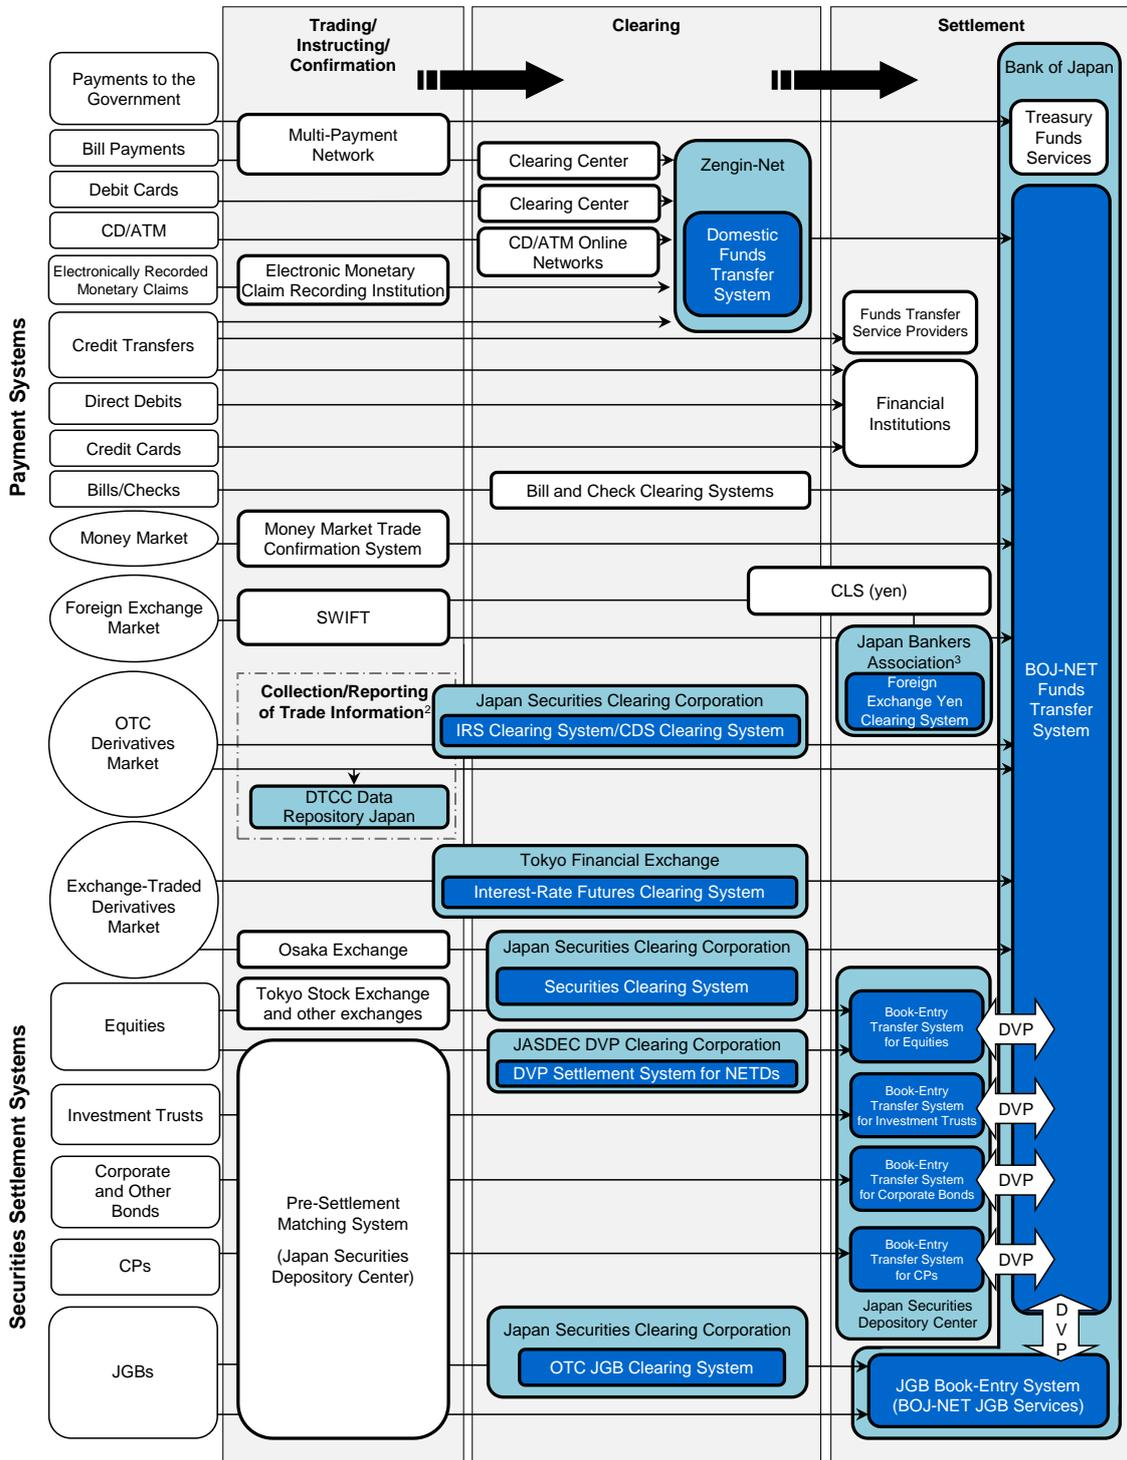 Trading/
Instructing/
Confirmation
Clearing
Settlement
Payment Systems
Payments to the
Government
Bill Payments
Debit Cards
CD/ATM
Electronically Recorded
Monetary Claims
Credit Transfers
Direct Debits
Credit Cards
Bills/Checks
Money Market
Foreign Exchange
Market
OTC
Derivatives
Market
Exchange-Traded
Derivatives
Market
Securities Settlement Systems
Equities
Investment Trusts
Corporate
and Other
Bonds
CPs
JGBs
Multi-Payment
Network
Electronic Monetary
Claim Recording Institution
Money Market Trade
Confirmation System
SWIFT
Collection/Reporting
of Trade Information2
DTCC Data
Repository Japan
Osaka Exchange
Tokyo Stock Exchange
and other exchanges
Pre-Settlement
Matching System
(Japan Securities
Depository Center)
Clearing Center
Clearing Center
CD/ATM Online
Networks
Zengin-Net
Domestic
Funds
Transfer
System
Bill and Check Clearing Systems
CLS (yen)
Japan Securities Clearing Corporation
IRS Clearing System/CDS Clearing System
Tokyo Financial Exchange
Interest-Rate Futures Clearing System
Japan Securities Clearing Corporation
Securities Clearing System
JASDEC DVP Clearing Corporation
DVP Settlement System for NETDs
Japan Securities Clearing Corporation
OTC JGB Clearing System
Bank of Japan
Treasury
Funds
Services
Funds Transfer
Service Providers
Financial
Institutions
Japan Bankers
Association3
Foreign
Exchange Yen
Clearing System
BOJ-NET
Funds
Transfer
System
Book-Entry
Transfer System
for Equities
DVP
Book-Entry
Transfer System
for Investment Trusts
DVP
Book-Entry
Transfer System
for Corporate Bonds
DVP
Book-Entry
Transfer System
for CPs
DVP
Japan Securities
Depository Center
D
V
P
JGB Book-Entry System
(BOJ-NET JGB Services)